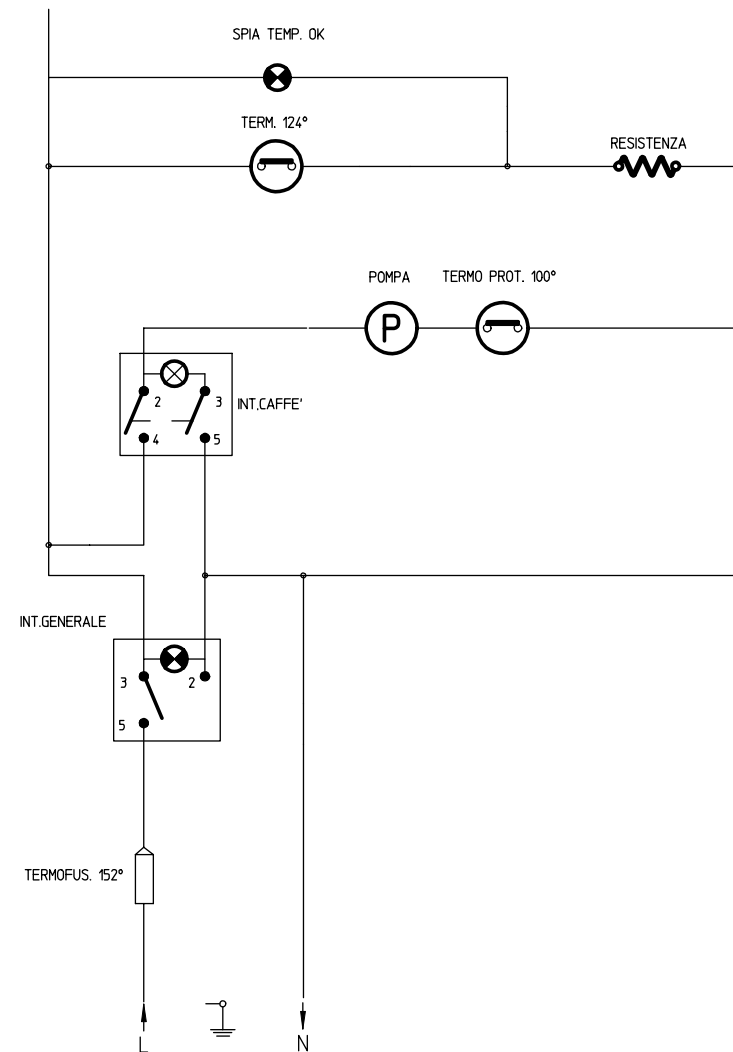 SPIA TEMP. OK
TERM. 124°
RESISTENZA
POMPA
TERMO PROT. 100°
P
2
3
INT.CAFFE'
4
5
INT.GENERALE
3
2
5
TERMOFUS. 152°
L
N